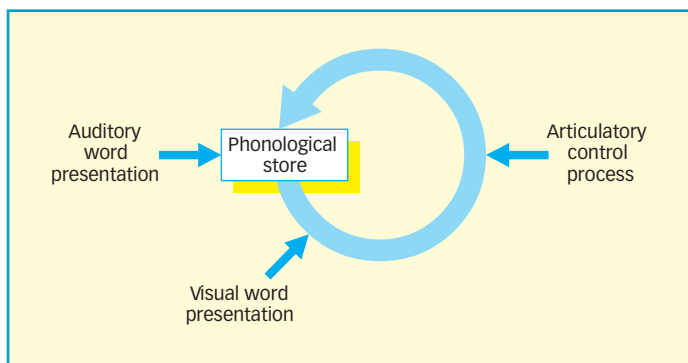 Auditory
word
presentation
Phonological
store
Articulatory
control
process
Visual word
presentation